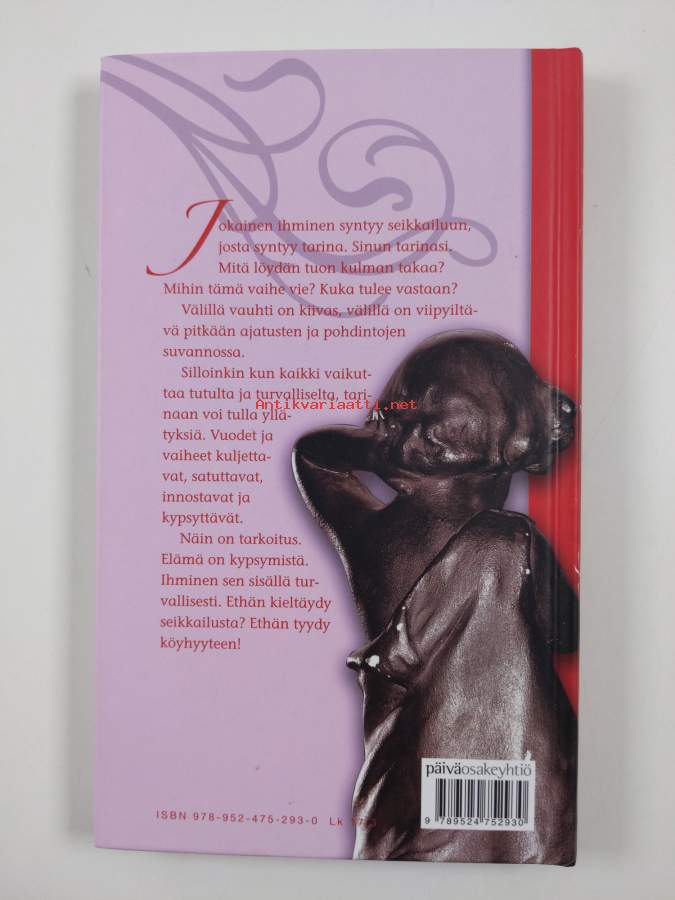 Jokainen ihminen syntyy seikkailuun,
josta syntyy tarina. Sinun tarinasi.
Mitä löydän tuon kulman takaa?
Mihin tämä vaihe vie? Kuka tulee vastaan?
Välillä vauhti on kiivas, välillä on viipyiltä-
vä pitkään ajatusten ja pohdintojen
suvannossa.
Silloinkin kun kaikki vaikut-
taa tutulta ja turvalliselta, tari-
Antikvariaatti.net
naan voi tulla yllä-
tyksiä. Vuodet ja
vaiheet kuljetta-
vat, satuttavat,
innostavat ja
kypsyttävät.
Näin on tarkoitus.
Elämä on kypsymistä.
Ihminen sen sisällä tur-
vallisesti. Ethän kieltäydy
seikkailusta? Ethän tyydy
köyhyyteen!
päiväosakeyhtiö
ISBN 978-952-475-293-0 Lk
9 789524 752930